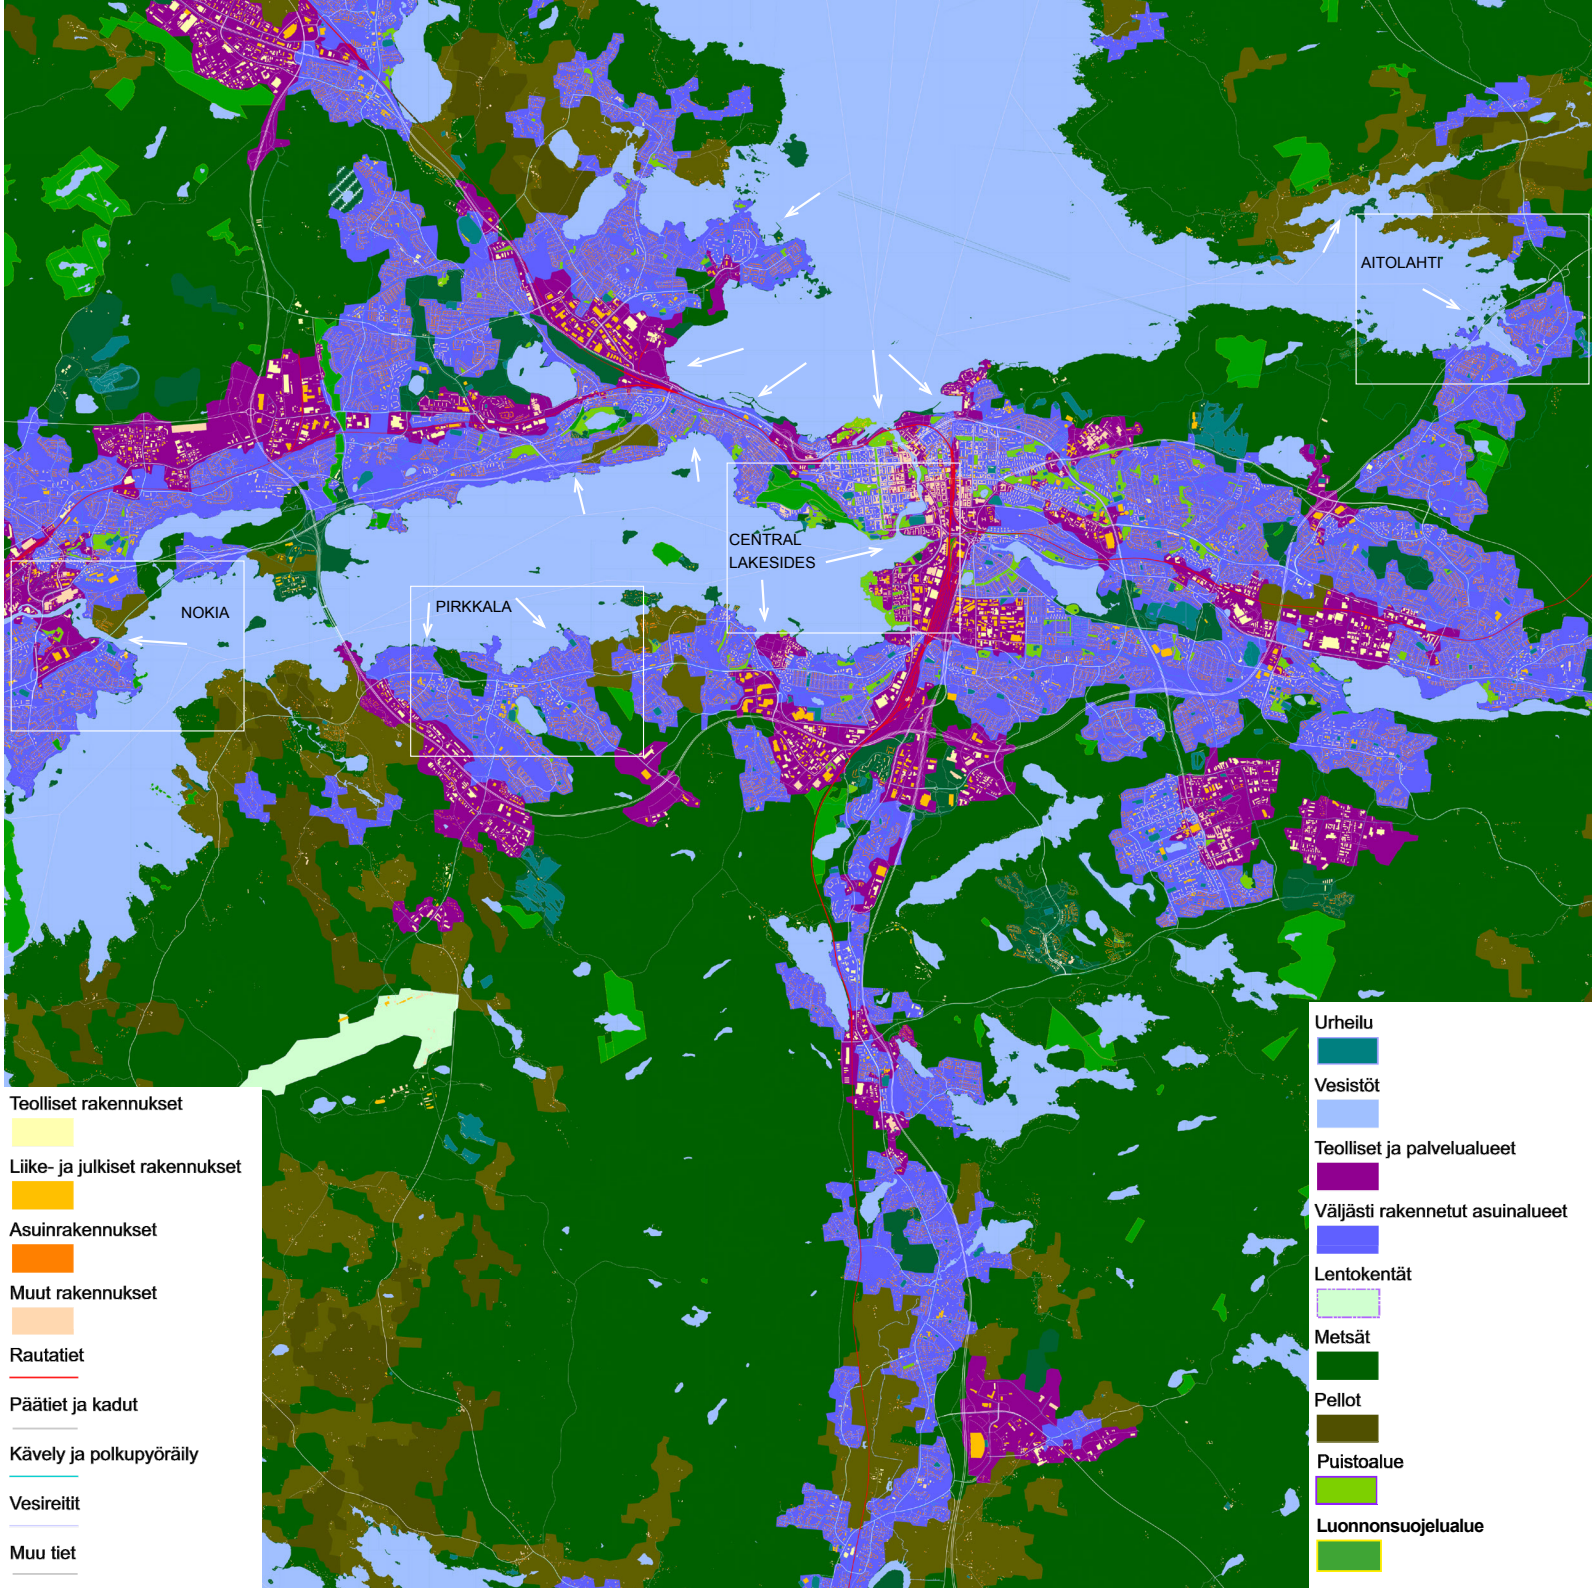 AITOLAHTI
CENTRAL
LAKESIDES
NOKIA
PIRKKALA
Teolliset rakennukset
Liike- ja julkiset rakennukset
Asuinrakennukset
Muut rakennukset
Rautatiet
Päätiet ja kadut
Kävely ja polkupyöräily
Vesireitit
Muu tiet
Urheilu
Vesistöt
Teolliset ja palvelualueet
Väljästi rakennetut asuinalueet
Lentokentät
Metsät
Pellot
Puistoalue
Luonnonsuojelualue